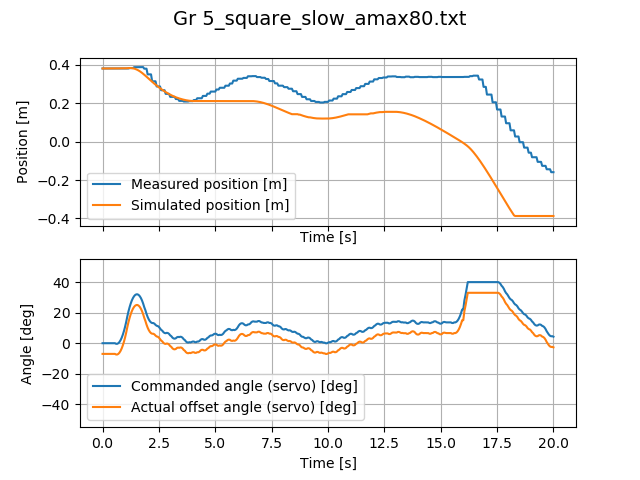 Gr 5_square_slow_amax80.txt
0.4
0.2
0.0
−0.2
−0.4
Position [m]
Measured position [m]
Simulated position [m]
Time [s]
40
20
0
−20
−40
Angle [deg]
Commanded angle (servo) [deg]
Actual offset angle (servo) [deg]
0.0 2.5 5.0 7.5 10.0 12.5 15.0 17.5 20.0
Time [s]